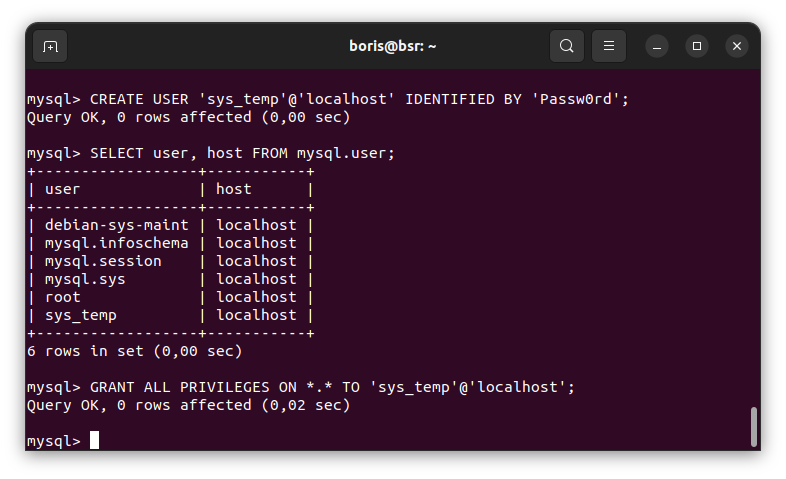 boris@bsr: ~
mysql> CREATE USER 'sys_temp'@'localhost' IDENTIFIED BY 'Passw0rd';
Query OK, 0 rows affected (0,00 sec)
mysql> SELECT user, host FROM mysql.user;
+------------------+-----------+
| user             | host      |
+------------------+-----------+
| debian-sys-maint | localhost |
| mysql.infoschema | localhost |
| mysql.session    | localhost |
| mysql.sys        | localhost |
| root             | localhost |
| sys_temp         | localhost |
+------------------+-----------+
6 rows in set (0,00 sec)
mysql> GRANT ALL PRIVILEGES ON *.* TO 'sys_temp'@'localhost';
Query OK, 0 rows affected (0,02 sec)
mysql>